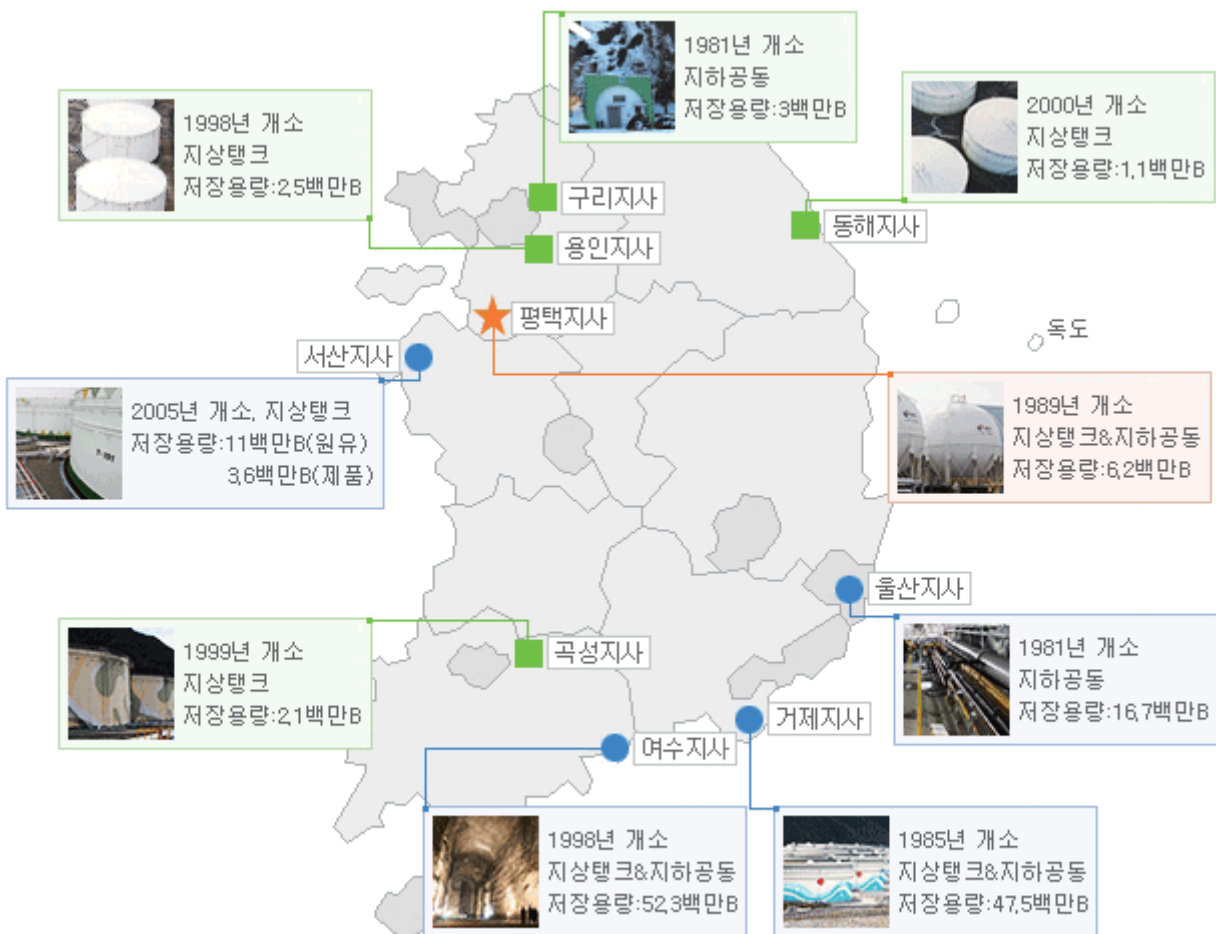 1981년 개소
지하공동
저장용량:3백만B
2000년 개소
지상탱크
저장용량:1,1백만B
1998년 개소
지상탱크
저장용량:2,5백만B
구리지사
동해지사
용인지사
평택지사
독도
서산지사
2005년 개소, 지상탱크
저장용량:11백만B(원유)
3,6백만B(제품)
1989년 개소
지상탱크&지하공동
저장용량:6,2백만B
울산지사
1999년 개소
지상탱크
저장용량:2,1백만B
곡성지사
1981년 개소
지하공동
저장용량:16,7백만B
거제지사
여수지사
1998년 개소
지상탱크&지하공동
저장용량:52,3백만B
1985년 개소
지상탱크&지하공동
저장용량:47,5백만B